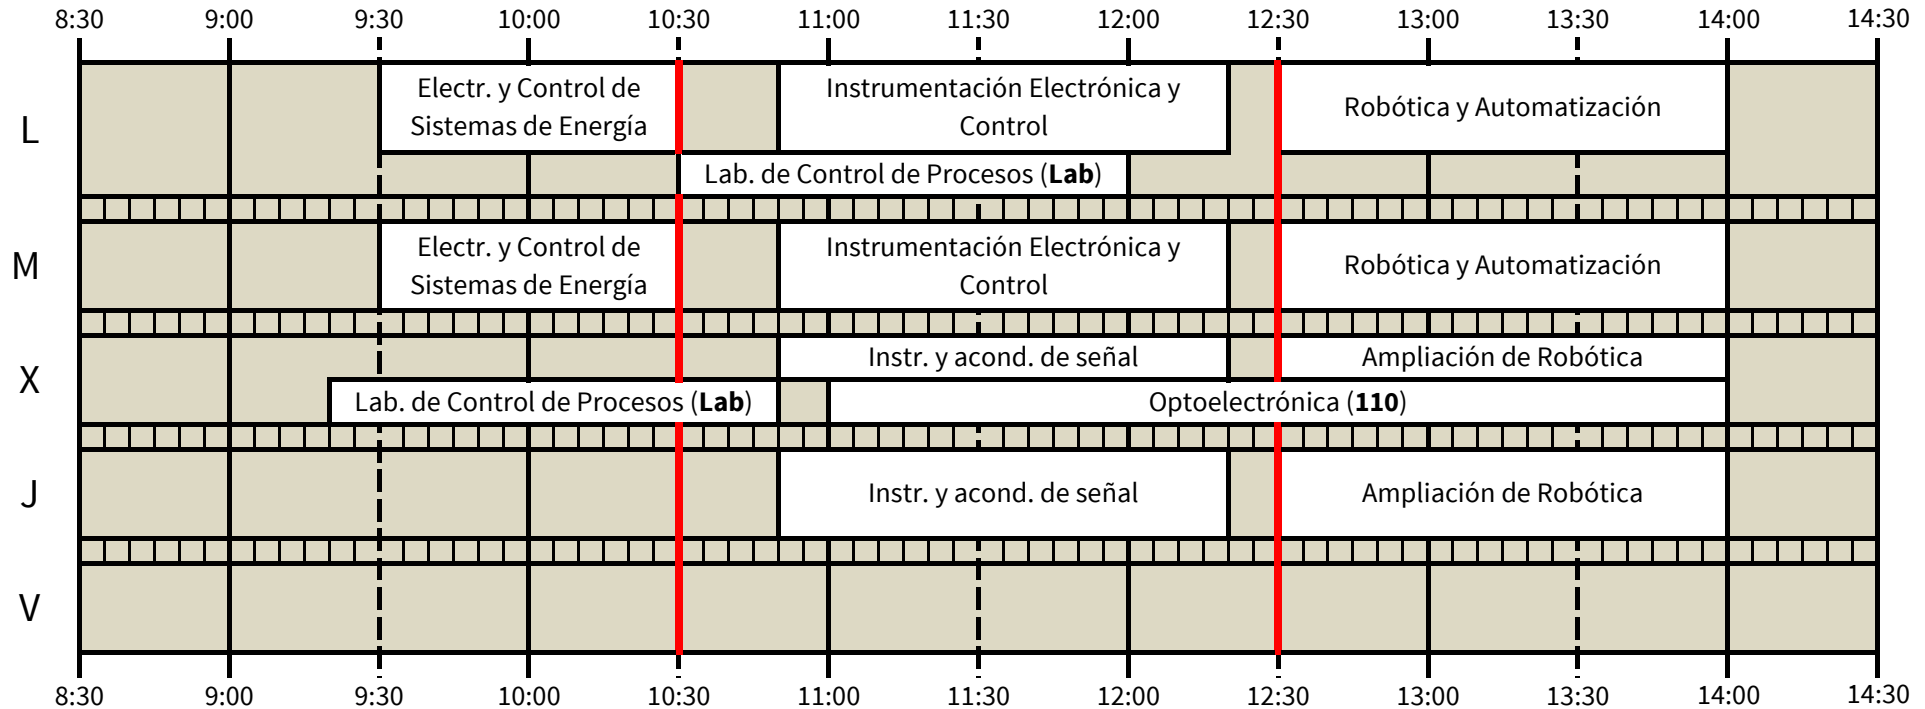 8:30 9:00 9:30 10:00 10:30 11:00 11:30 12:00 12:30 13:00 13:30 14:00 14:30
L
Electr. y Control de
Sistemas de Energía
Instrumentación Electrónica y
Control
Robótica y Automatización
Lab. de Control de Procesos (Lab)
M
Electr. y Control de
Sistemas de Energía
Instrumentación Electrónica y
Control
Robótica y Automatización
X
Instr. y acond. de señal
Ampliación de Robótica
Lab. de Control de Procesos (Lab)
Optoelectrónica (110)
J
Instr. y acond. de señal
Ampliación de Robótica
V
8:30 9:00 9:30 10:00 10:30 11:00 11:30 12:00 12:30 13:00 13:30 14:00 14:30